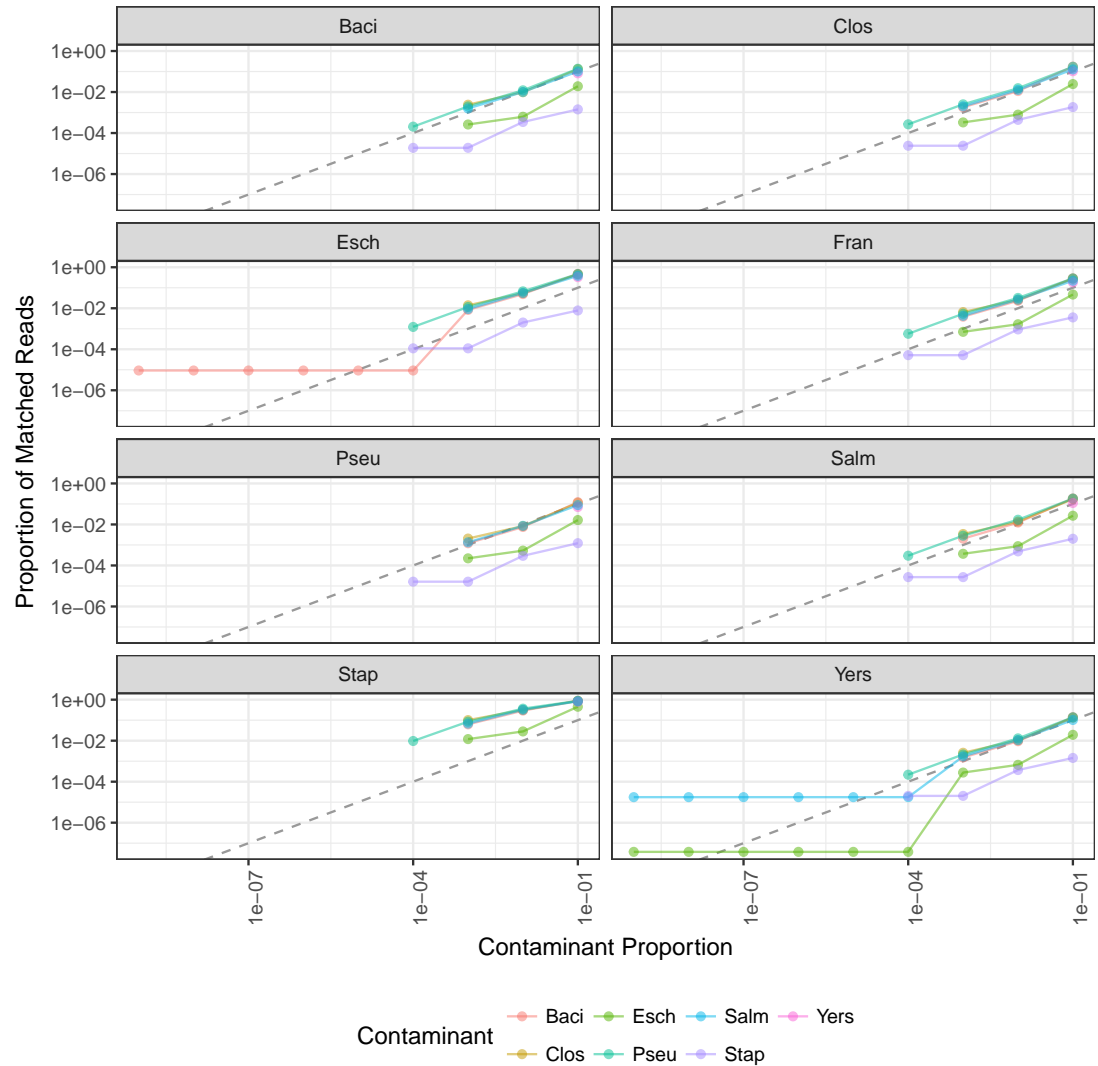 Baci
Clos
1e+00
1e−02
1e−04
1e−06
Esch
Fran
1e+00
1e−02
1e−04
1e−06
Pseu
Salm
1e+00
1e−02
1e−04
1e−06
Stap
Yers
1e+00
1e−02
1e−04
1e−06
1e−07
1e−04
1e−01
1e−07
1e−04
1e−01
Proportion of Matched Reads
Contaminant Proportion
Contaminant
Baci Esch Salm Yers
Clos Pseu Stap